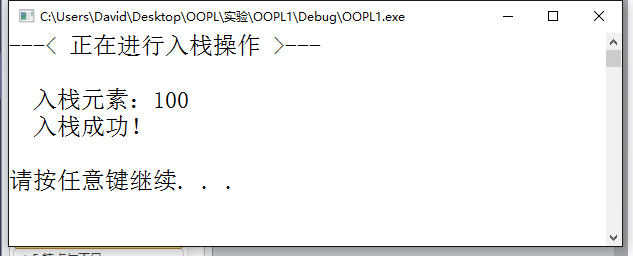 C:\Users\David\Desktop\OOPL\实验\OOPL1\Debug\OOPL1.exe
---< 正在进行入栈操作 >---
入栈元素：100
入栈成功！
请按任意键继续. . .